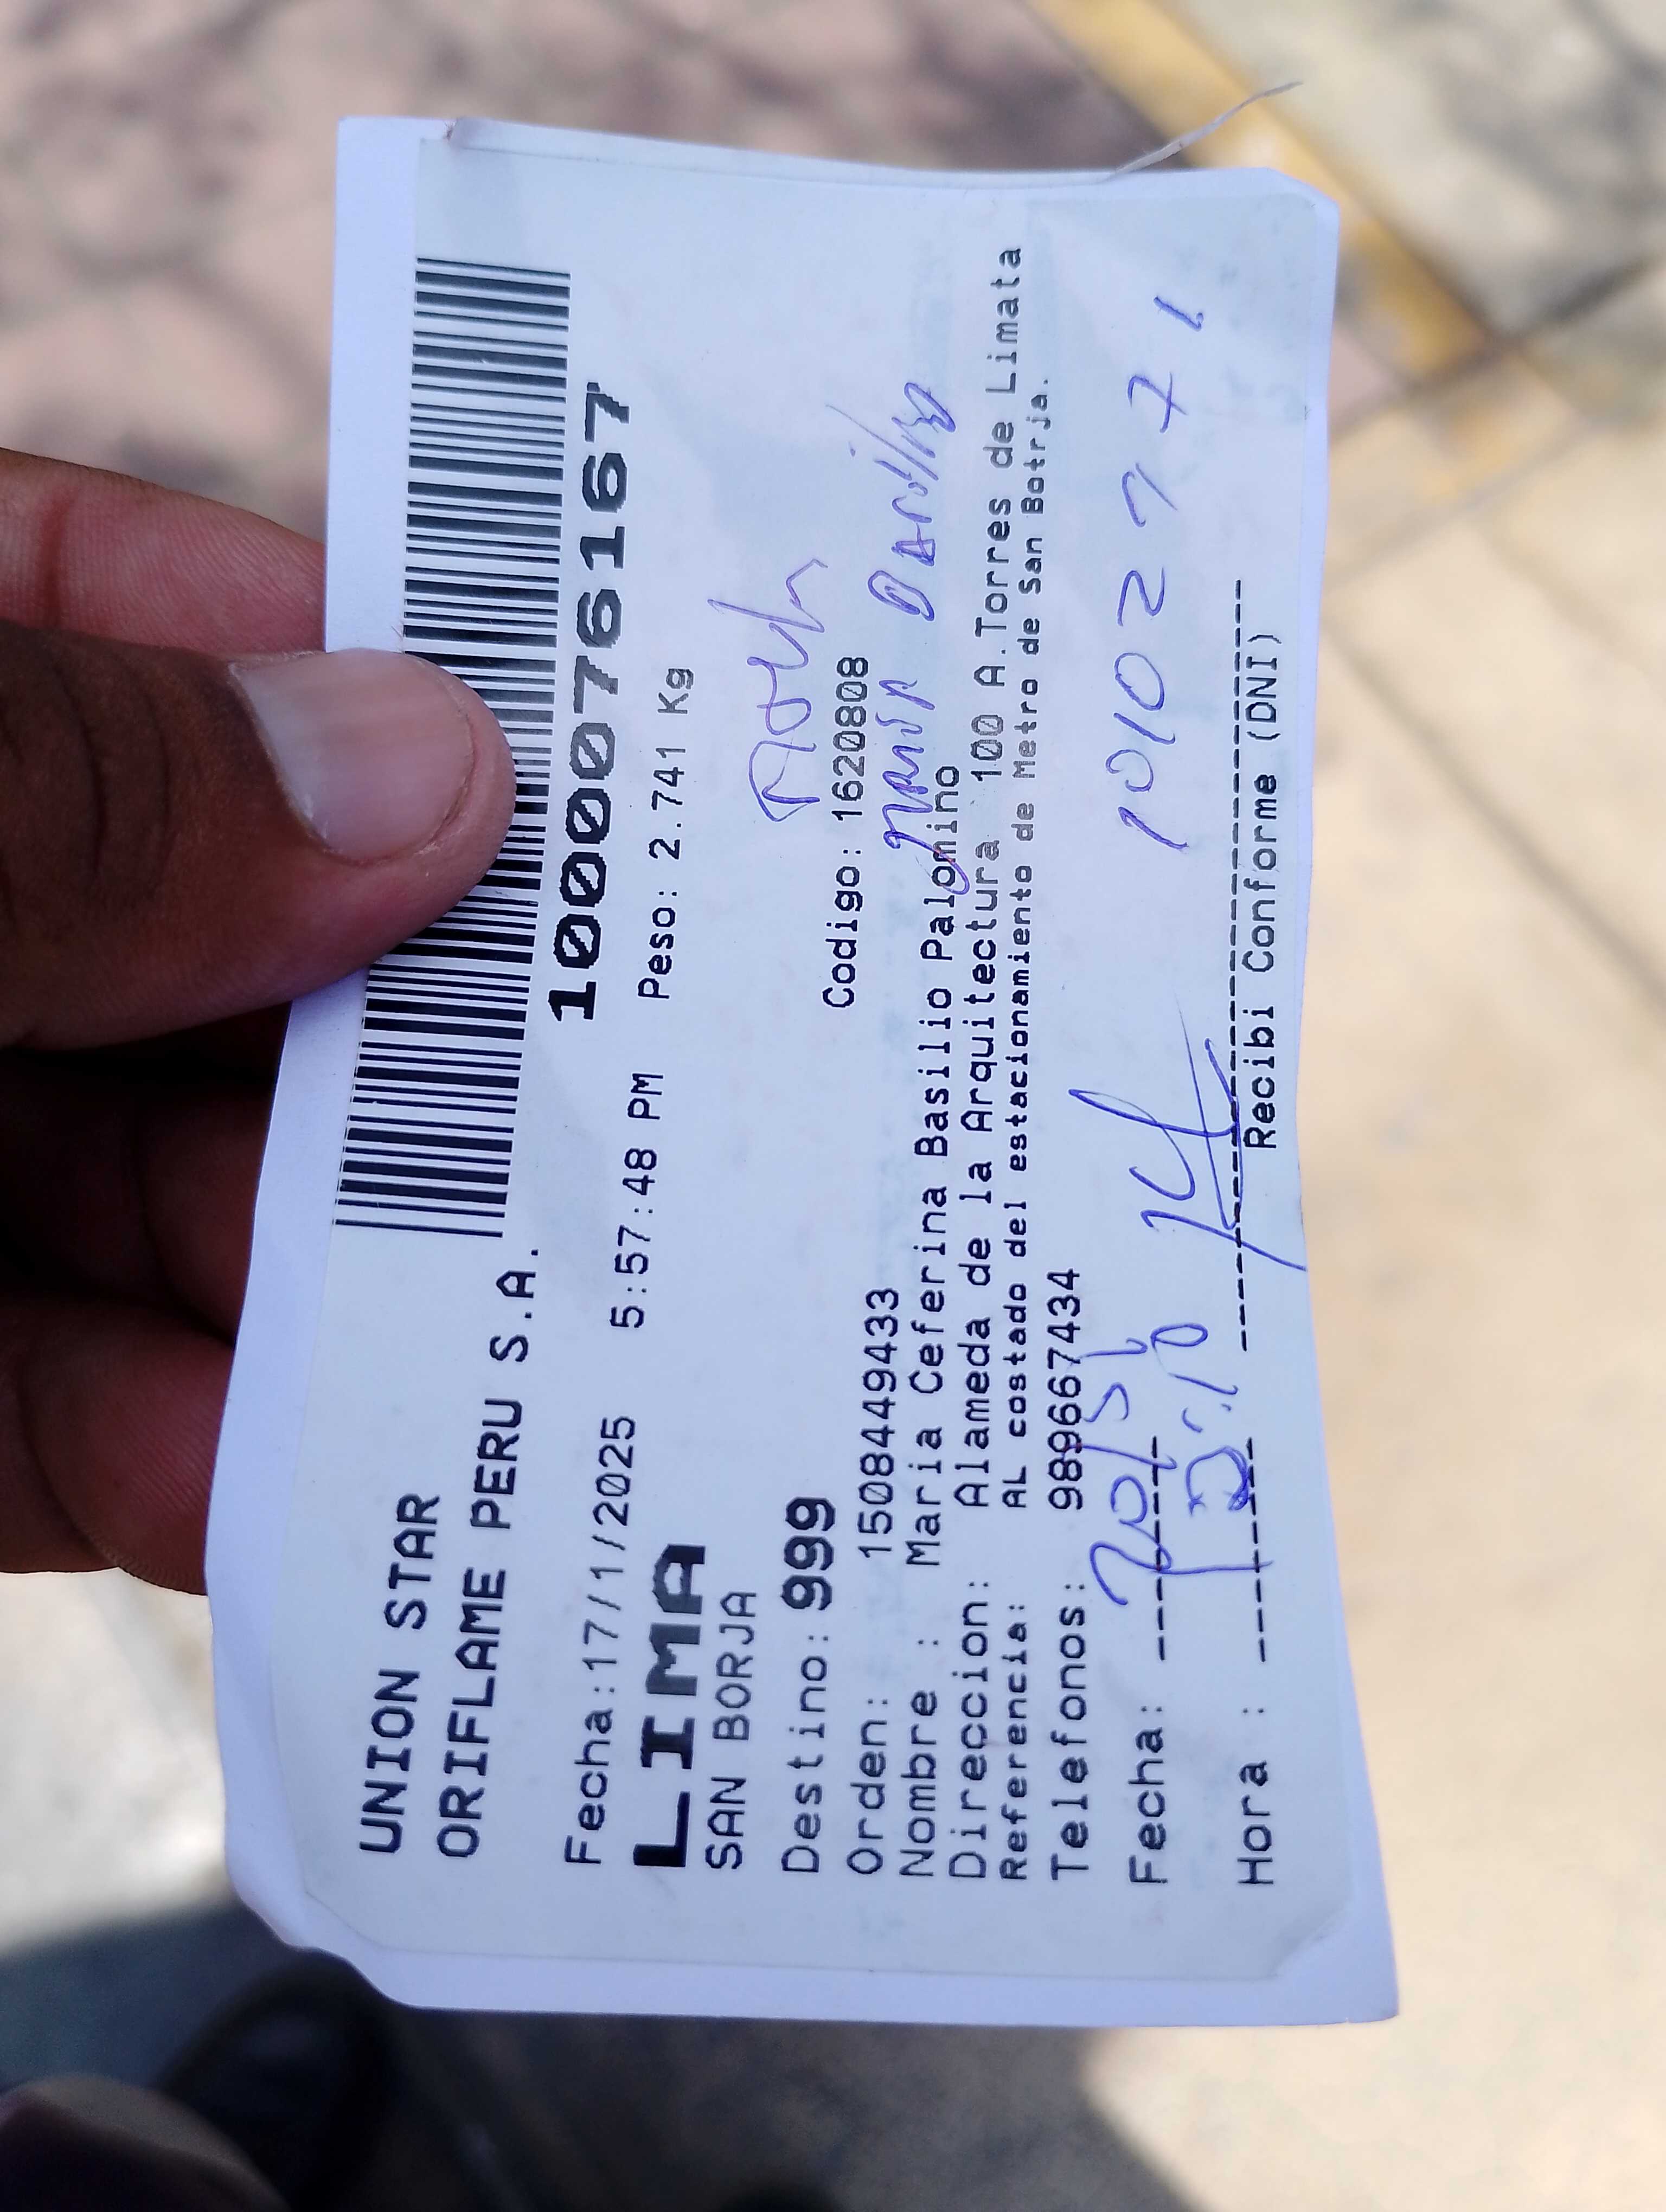 UNION STAR
ORIFLAME PERU S.A.
100076167
Fecha:17/1/2025 5:57:48 PM Peso: 2.741 Kg
LIMA
SAN BORJA
Destino: 999 Codigo: 1620808
Orden: 1508449433
Nombre : Maria Ceferina Basilio Palomino
Direccion: Alameda de la Arquitectura 100 A.Torres de Limata
Referencia: AL costado del estacionamiento de Metro de San Botrja.
Telefonos: 989667434
Fecha:
Hora :
Recibi Conforme (DNI)